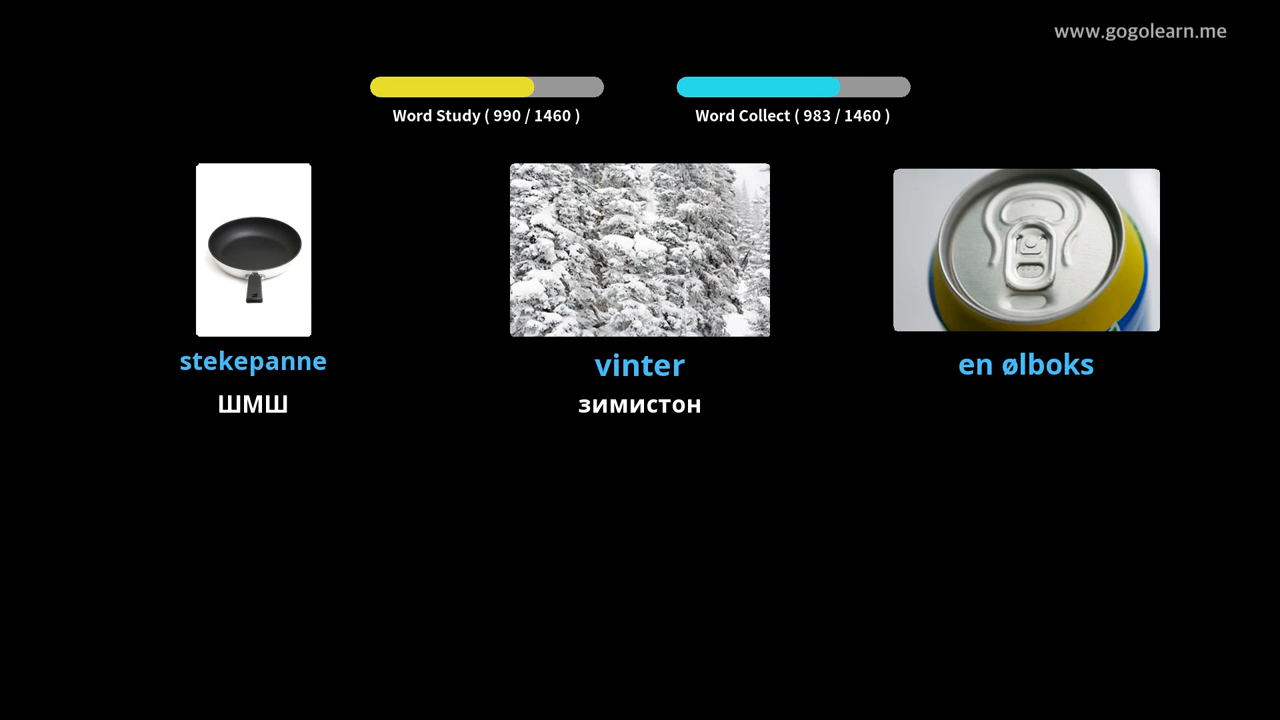 www.gogolearn.me
Word Study ( 990 / 1460 )
Word Collect ( 983 / 1460 )
stekepanne
vinter
en ølboks
ШМШ
зимистон